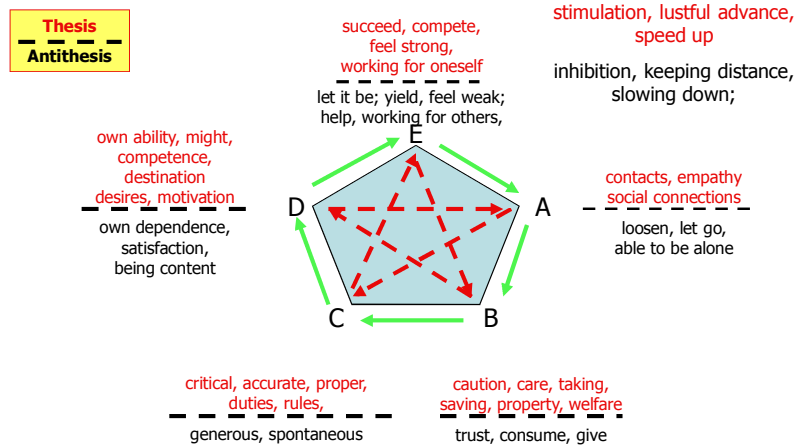 Thesis
Antithesis
succeed, compete,
feel strong,
working for oneself
let it be; yield, feel weak;
help, working for others,
stimulation, lustful advance,
speed up
inhibition, keeping distance,
slowing down;
own ability, might,
competence,
destination
desires, motivation
own dependence,
satisfaction,
being content
E
D
A
C
B
contacts, empathy
social connections
loosen, let go,
able to be alone
critical, accurate, proper,
duties, rules,
generous, spontaneous
caution, care, taking,
saving, property, welfare
trust, consume, give